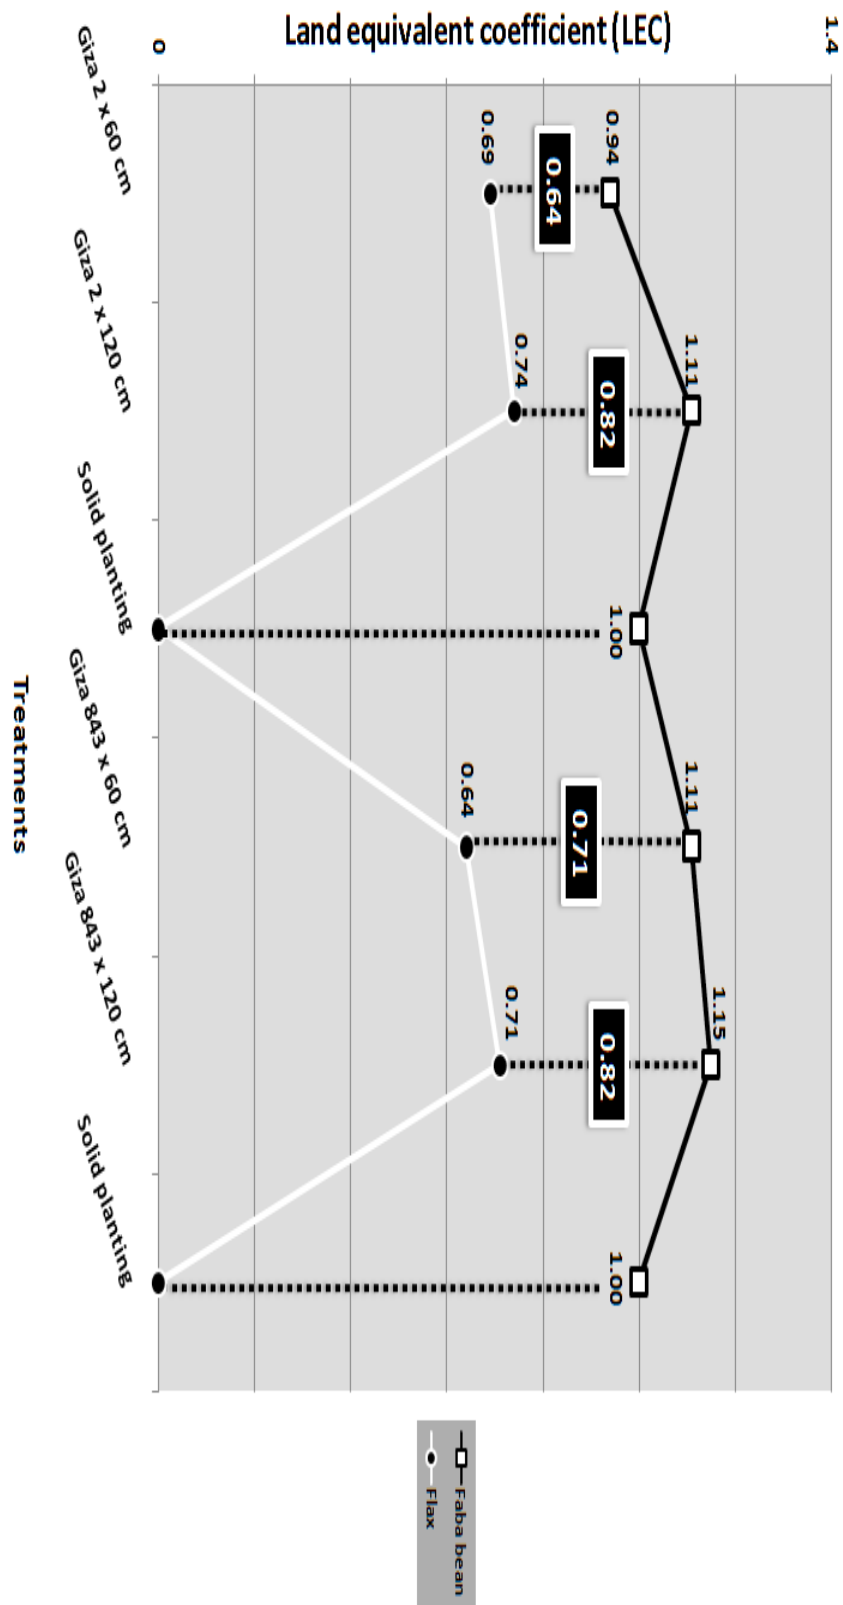 Land equivalent coefficient (LEC)
1.4
0
0.94
1.11
1.00
1.11
1.15
1.00
0.64
0.82
0.71
0.82
0.69
0.74
0.64
0.71
Giza 2 x 60 cm
Giza 2 x 120 cm
Solid planting
Giza 843 x 60 cm
Giza 843 x 120 cm
Solid planting
Treatments
Faba bean
Flax